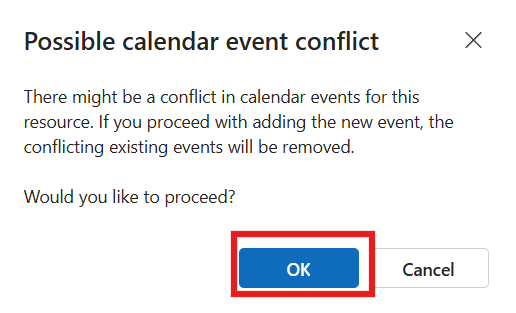 Possible calendar event conflict
There might be a conflict in calendar events for this
resource. If you proceed with adding the new event, the
conflicting existing events will be removed.
Would you like to proceed?
OK
Cancel